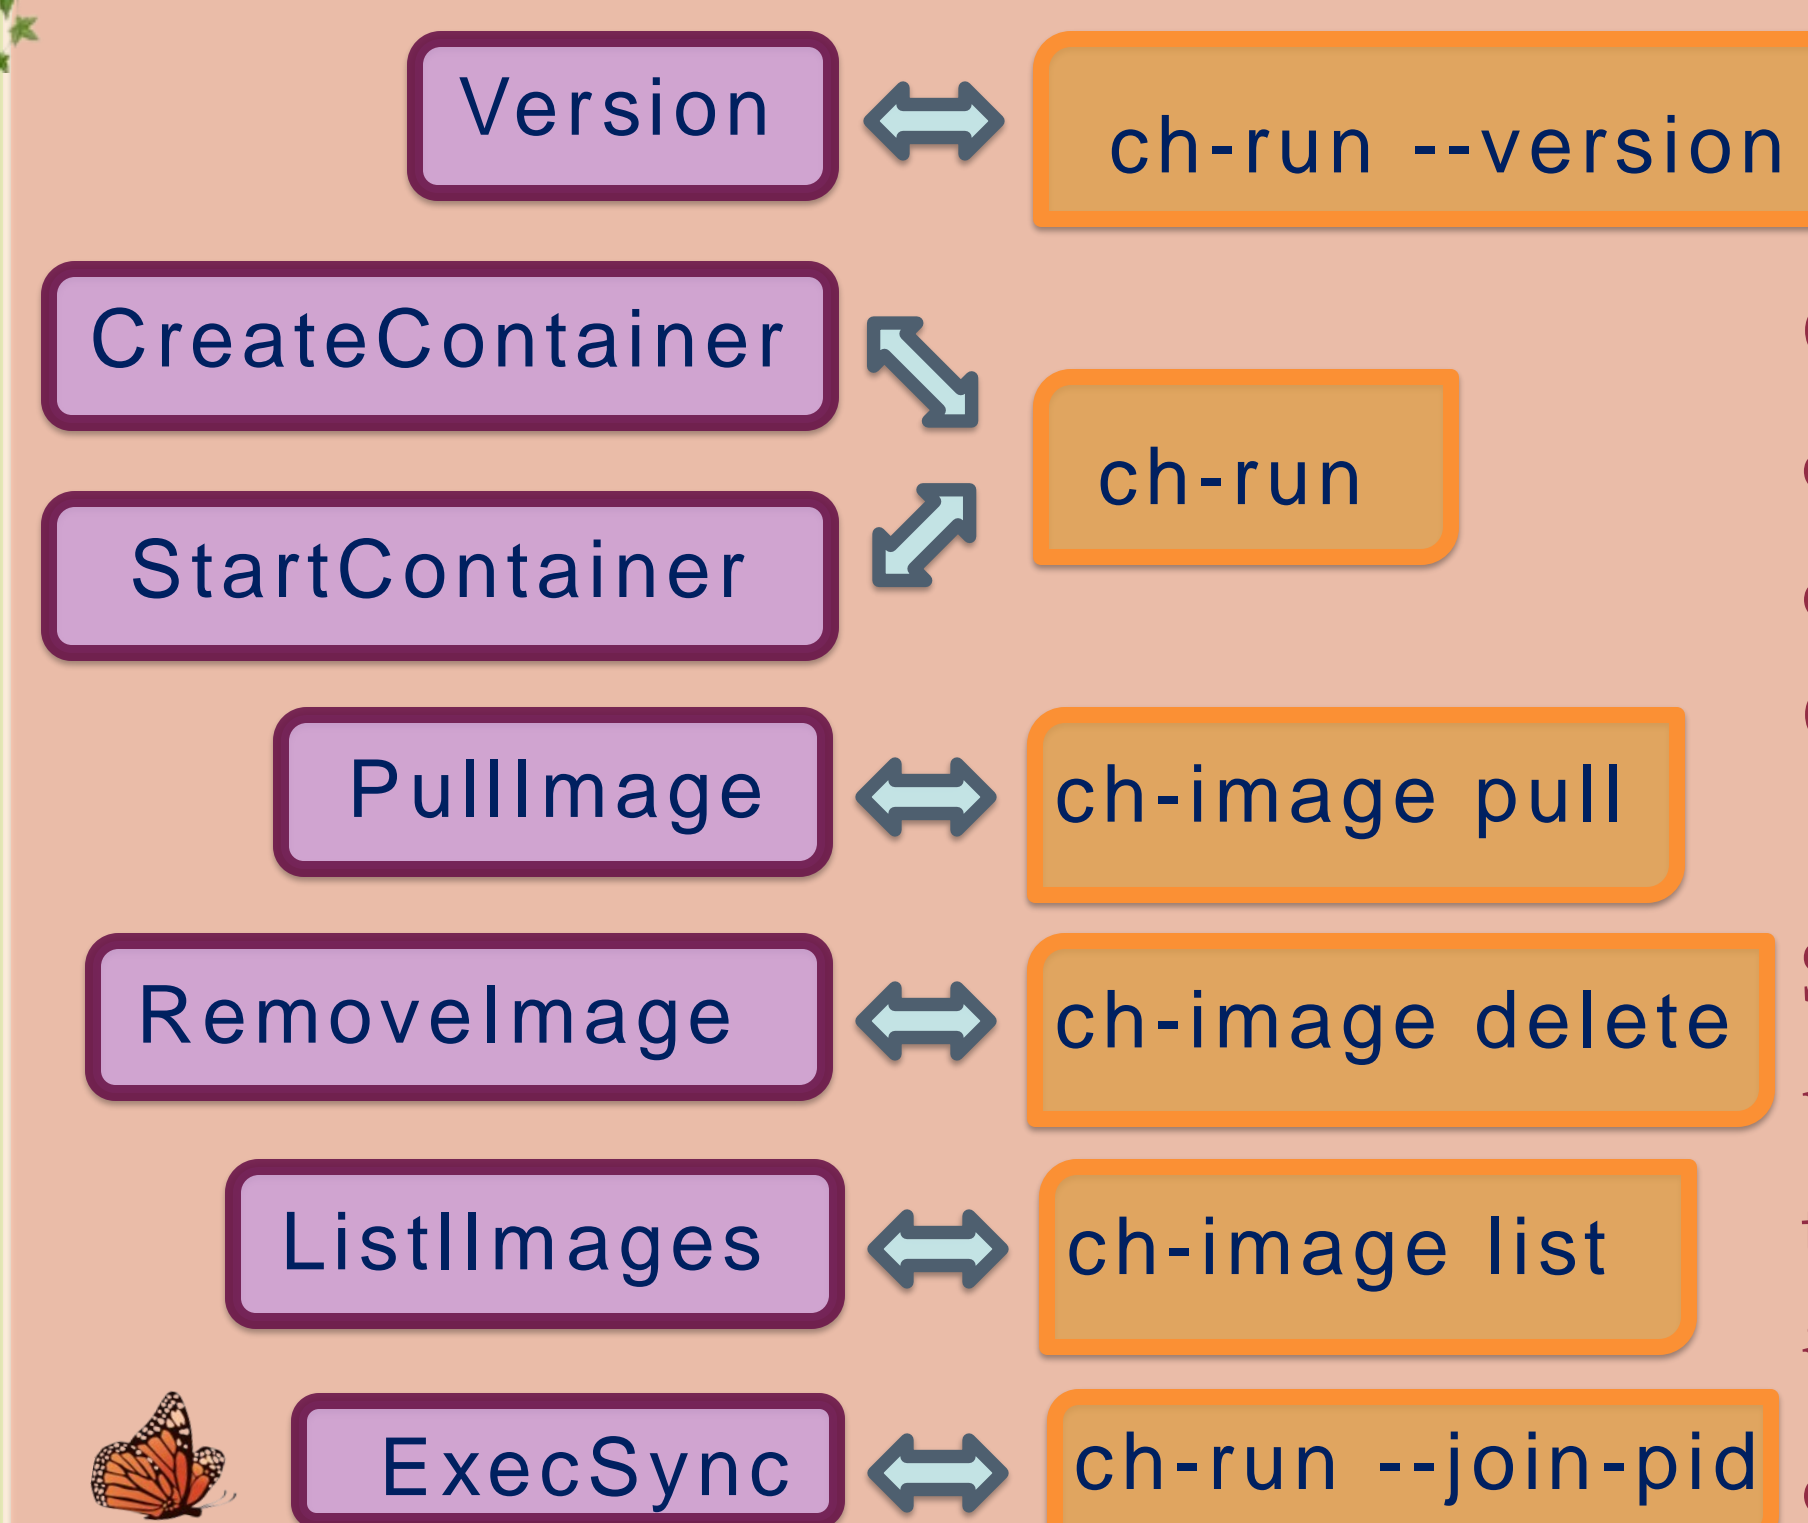 Version
ch-run --version
CreateContainer
ch-run
StartContainer
PullImage
ch-image pull
RemoveImage
ch-image delete
ListIImages
ch-image list
ExecSync
ch-run --join-pid